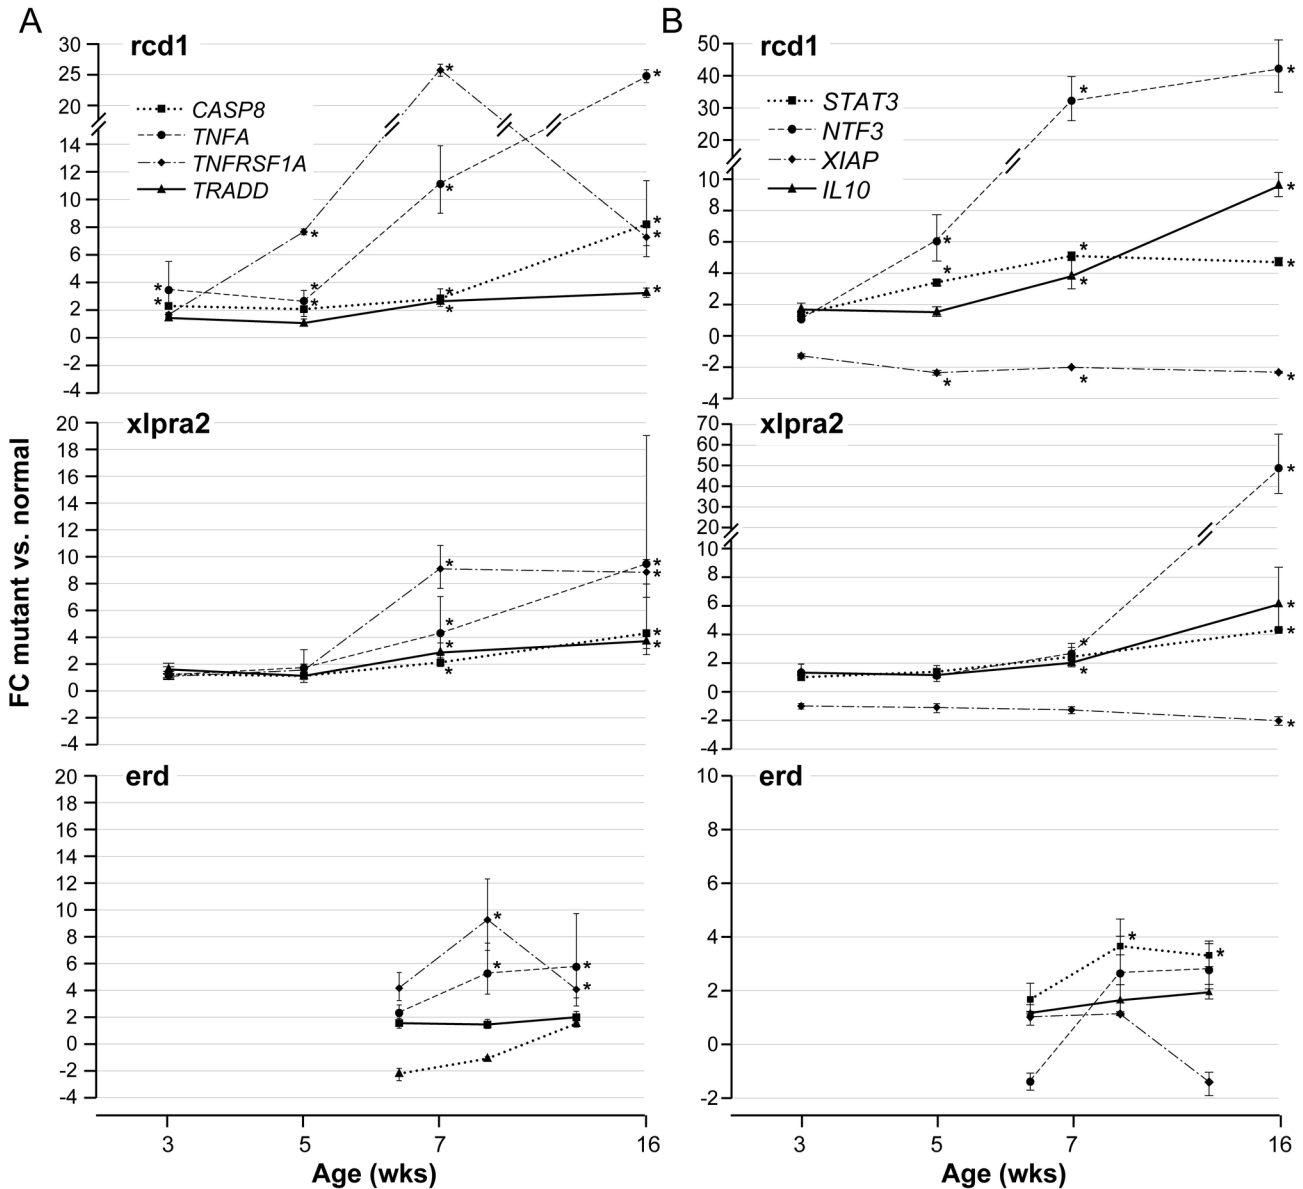 A
rcd1
30
25
20
14
12
10
8
6
4
2
0
-2
-4
CASP8
TNFA
TNFRSF1A
TRADD
* * * * * * * * * * * *
B
rcd1
50
40
30
20
10
8
6
4
2
0
-2
-4
STAT3
NTF3
XIAP
IL10
* * * * * * * * * * *
FC mutant vs. normal
xlpra2
20
18
16
14
12
10
8
6
4
2
0
-2
-4
* * * * * * * *
xlpra2
70
60
50
40
30
20
10
8
6
4
2
0
-2
-4
* * * * * *
erd
20
18
16
14
12
10
8
6
4
2
0
-2
-4
* * * *
3 5 7 16
Age (wks)
erd
10
8
6
4
2
0
-2
* *
3 5 7 16
Age (wks)